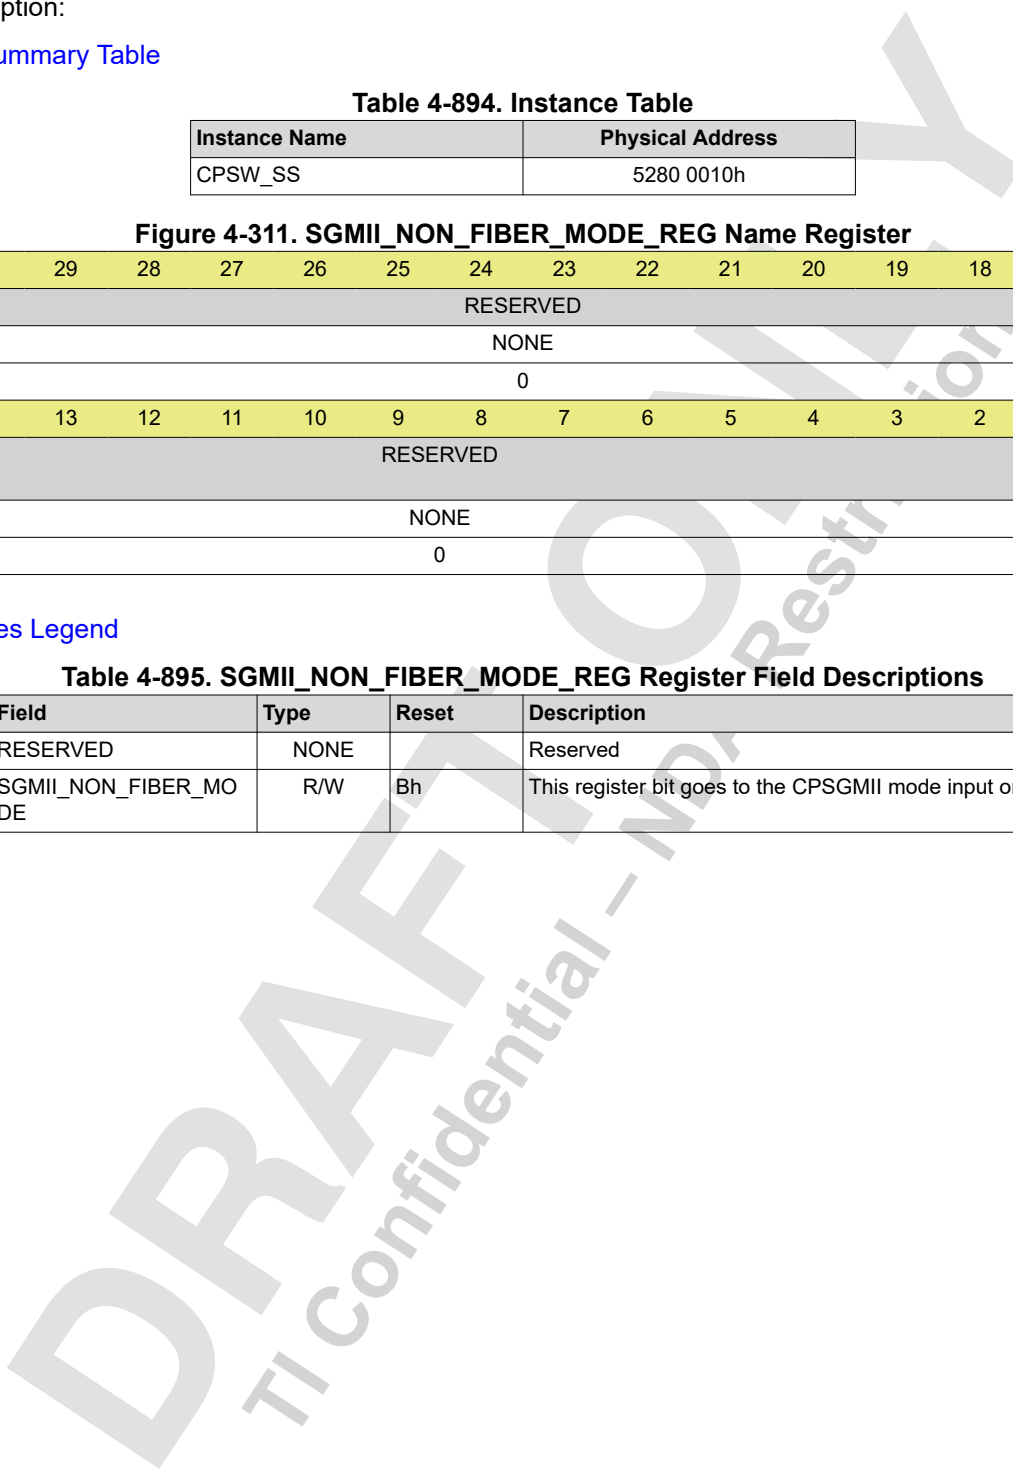 ption:
ummary Table
Table 4-894. Instance Table
Instance Name Physical Address
CPSW_SS 5280 0010h
Figure 4-311. SGMII_NON_FIBER_MODE_REG Name Register
29 28 27 26 25 24 23 22 21 20 19 18
RESERVED
NONE
0
13 12 11 10 9 8 7 6 5 4 3 2
RESERVED
NONE
0
es Legend
Table 4-895. SGMII_NON_FIBER_MODE_REG Register Field Descriptions
Field Type Reset Description
RESERVED NONE Reserved
SGMII_NON_FIBER_MO R/W Bh This register bit goes to the CPSGMII mode input o
DE
DRAFT ONLY
TI Confidential – NDA Restriction